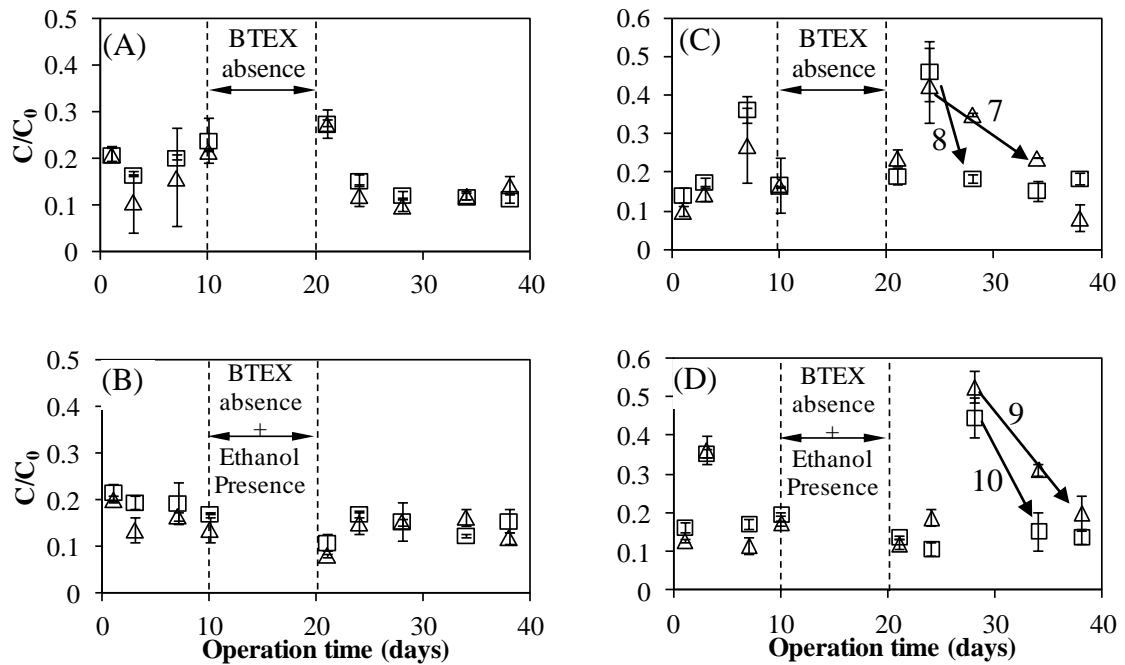 (A)
BTEX
absence
C/C0
0.5
0.4
0.3
0.2
0.1
0
0
10
20
30
40
(C)
BTEX
absence
7
8
0.6
0.5
0.4
0.3
0.2
0.1
0
0
10
20
30
40
(B)
BTEX
absence
+
Ethanol
Presence
C/C0
0.5
0.4
0.3
0.2
0.1
0
0
10
20
30
40
Operation time (days)
(D)
BTEX
absence
+
Ethanol
Presence
9
10
0.6
0.5
0.4
0.3
0.2
0.1
0
0
10
20
30
40
Operation time (days)